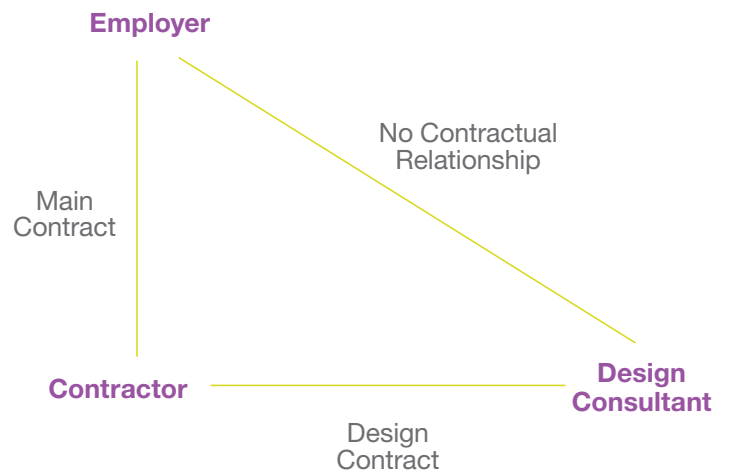 Employer
No Contractual
Relationship
Main
Contract
Contractor
Design
Consultant
Design
Contract